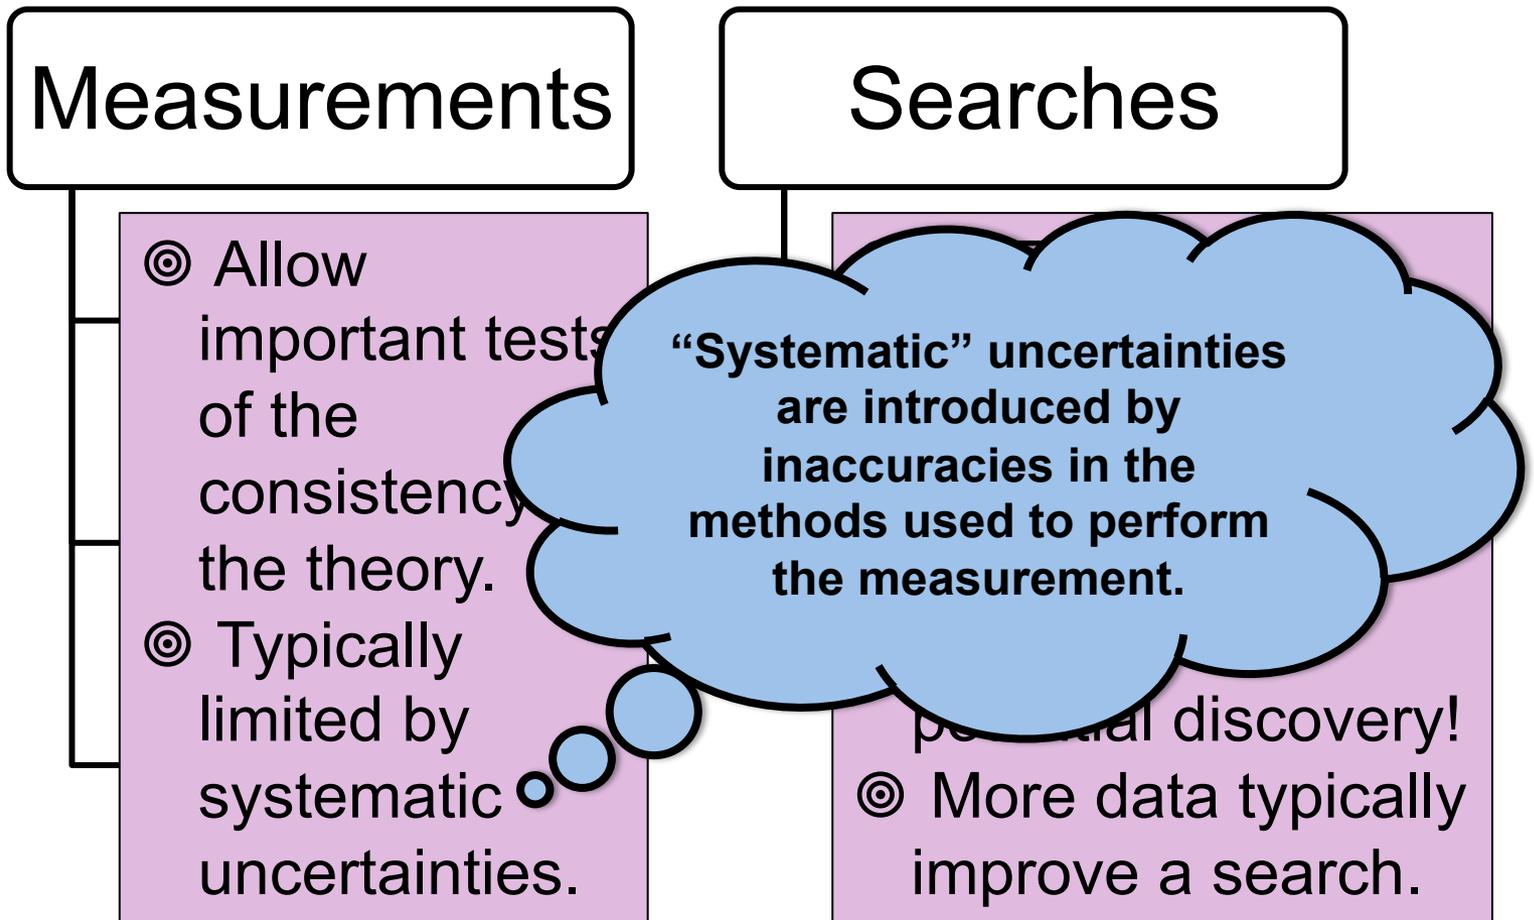 Measurements
Searches
Allow
important tests
of the
consistency
the theory.
Typically
limited by
systematic
uncertainties.
“Systematic” uncertainties
are introduced by
inaccuracies in the
methods used to perform
the measurement.
discovery!
More data typically
improve a search.